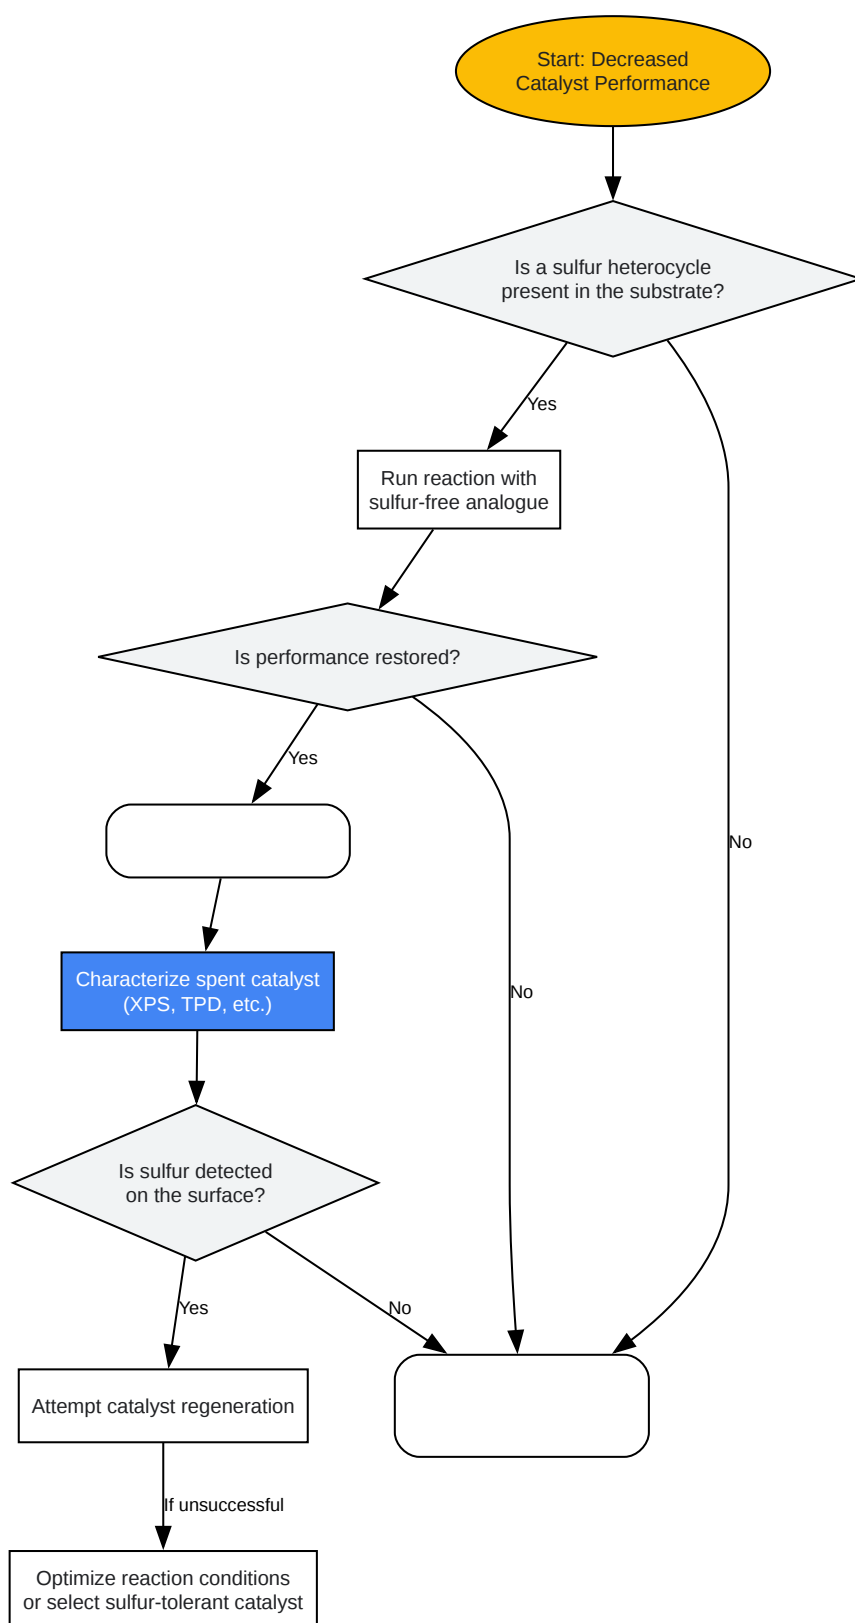 Start: Decreased
Catalyst Performance
Is a sulfur heterocycle
present in the substrate?
Yes
Run reaction with
sulfur-free analogue
Is performance restored?
Yes
No
No
Characterize spent catalyst
(XPS, TPD, etc.)
Is sulfur detected
on the surface?
Yes
No
Attempt catalyst regeneration
If unsuccessful
Optimize reaction conditions
or select sulfur-tolerant catalyst